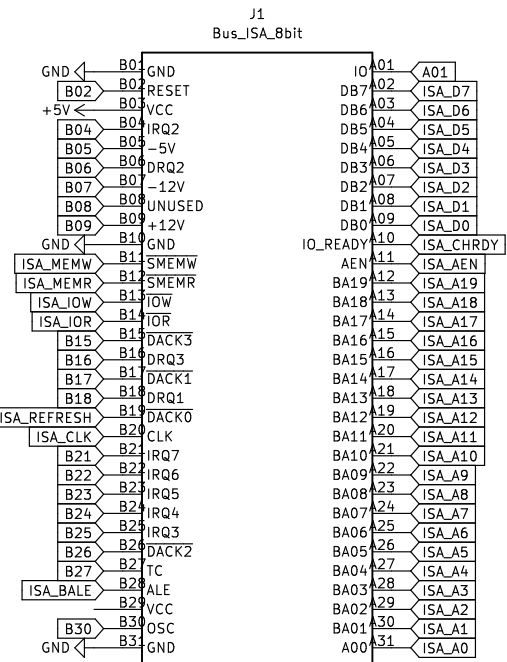 J1
Bus_ISA_8bit
GND B01 GND IO A01 A01
B02 B02 RESET DB7 A02 ISA_D7
+5V B03 VCC DB6 A03 ISA_D6
B04 B04 IRQ2 DB5 A04 ISA_D5
B05 B05 -5V DB4 A05 ISA_D4
B06 B06 DRQ2 DB3 A06 ISA_D3
B07 B07 -12V DB2 A07 ISA_D2
B08 B08 UNUSED DB1 A08 ISA_D1
B09 B09 +12V DB0 A09 ISA_D0
GND B10 GND IO_READY A10 ISA_CHRDY
ISA_MEMW B11 SMEMW AEN A11 ISA_AEN
ISA_MEMR B12 SMEMR BA19 A12 ISA_A19
ISA_IOW B13 IOW BA18 A13 ISA_A18
ISA_IOR B14 IOR BA17 A14 ISA_A17
B15 B15 DACK3 BA16 A15 ISA_A16
B16 B16 DRQ3 BA15 A16 ISA_A15
B17 B17 DACK1 BA14 A17 ISA_A14
B18 B18 DRQ1 BA13 A18 ISA_A13
ISA_REFRESH B19 DACK0 BA12 A19 ISA_A12
ISA_CLK B20 CLK BA11 A20 ISA_A11
B21 B21 IRQ7 BA10 A21 ISA_A10
B22 B22 IRQ6 BA09 A22 ISA_A9
B23 B23 IRQ5 BA08 A23 ISA_A8
B24 B24 IRQ4 BA07 A24 ISA_A7
B25 B25 IRQ3 BA06 A25 ISA_A6
B26 B26 DACK2 BA05 A26 ISA_A5
B27 B27 TC BA04 A27 ISA_A4
ISA_BALE B28 ALE BA03 A28 ISA_A3
B29 VCC BA02 A29 ISA_A2
B30 B30 OSC BA01 A30 ISA_A1
GND B31 GND A00 A31 ISA_A0